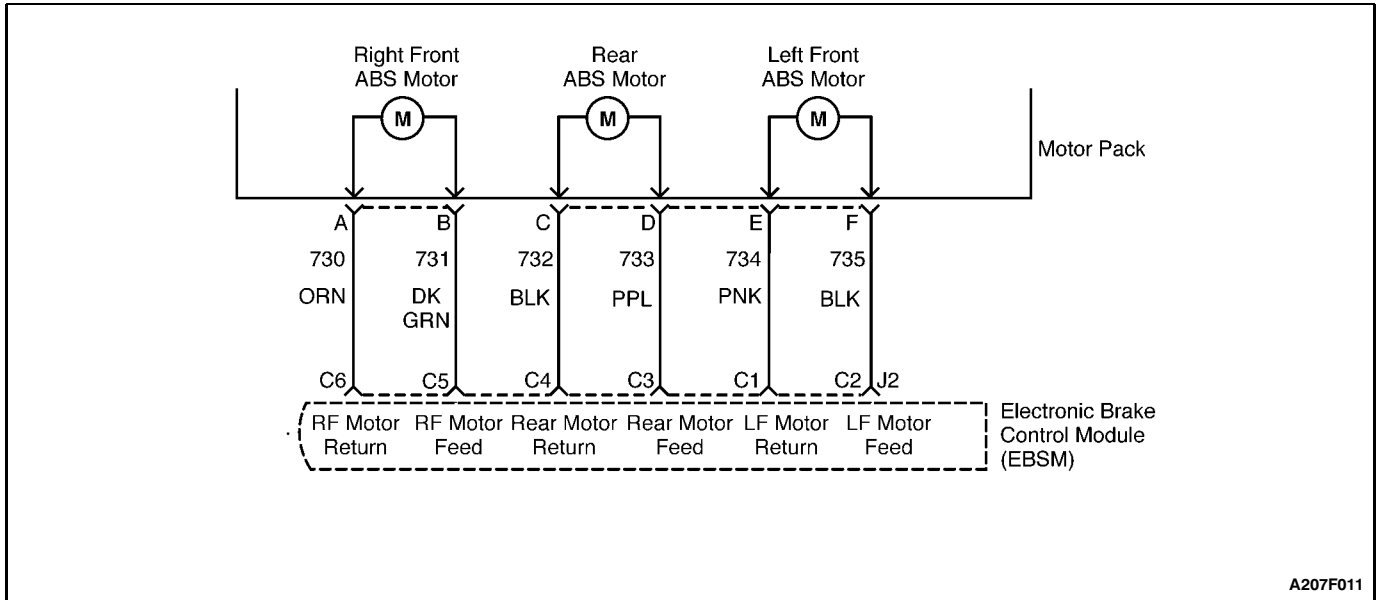 Right Front
ABS Motor
Rear
ABS Motor
Left Front
ABS Motor
M
M
M
Motor Pack
A
B
C
D
E
F
730
731
732
733
734
735
ORN
DK
GRN
BLK
PPL
PNK
BLK
C6
C5
C4
C3
C1
C2
J2
RF Motor
Return
RF Motor
Feed
Rear Motor
Return
Rear Motor
Feed
LF Motor
Return
LF Motor
Feed
Electronic Brake
Control Module
(EBSM)
A207F011